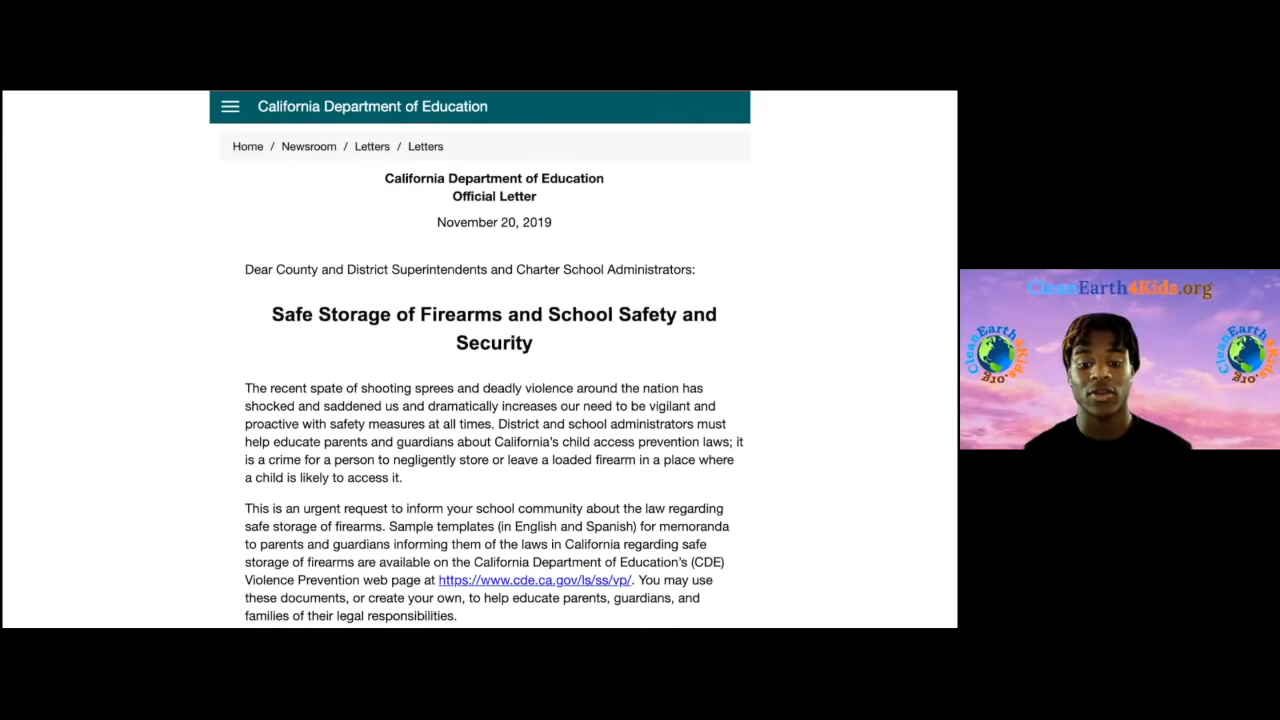 California Department of Education
Home / Newsroom / Letters / Letters
California Department of Education
Official Letter
November 20, 2019
Dear County and District Superintendents and Charter School Administrators:
Safe Storage of Firearms and School Safety and
Security
The recent spate of shooting sprees and deadly violence around the nation has
shocked and saddened us and dramatically increases our need to be vigilant and
proactive with safety measures at all times. District and school administrators must
help educate parents and guardians about California's child access prevention laws; it
is a crime for a person to negligently store or leave a loaded firearm in a place where
a child is likely to access it.
This is an urgent request to inform your school community about the law regarding
safe storage of firearms. Sample templates (in English and Spanish) for memoranda
to parents and guardians informing them of the laws in California regarding safe
storage of firearms are available on the California Department of Education's (CDE)
Violence Prevention web page at https://www.cde.ca.gov/ls/ss/vp/. You may use
these documents, or create your own, to help educate parents, guardians, and
families of their legal responsibilities.
CleanEarth4Kids.org
CleanEarth4Kids.org
CleanEarth4Kids.org